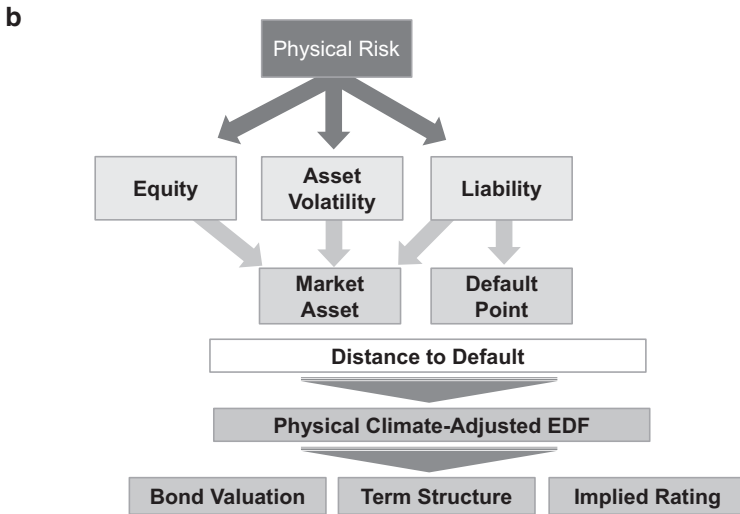 b
Physical Risk
Equity
Asset
Volatility
Liability
Market
Asset
Default
Point
Distance to Default
Physical Climate-Adjusted EDF
Bond Valuation
Term Structure
Implied Rating